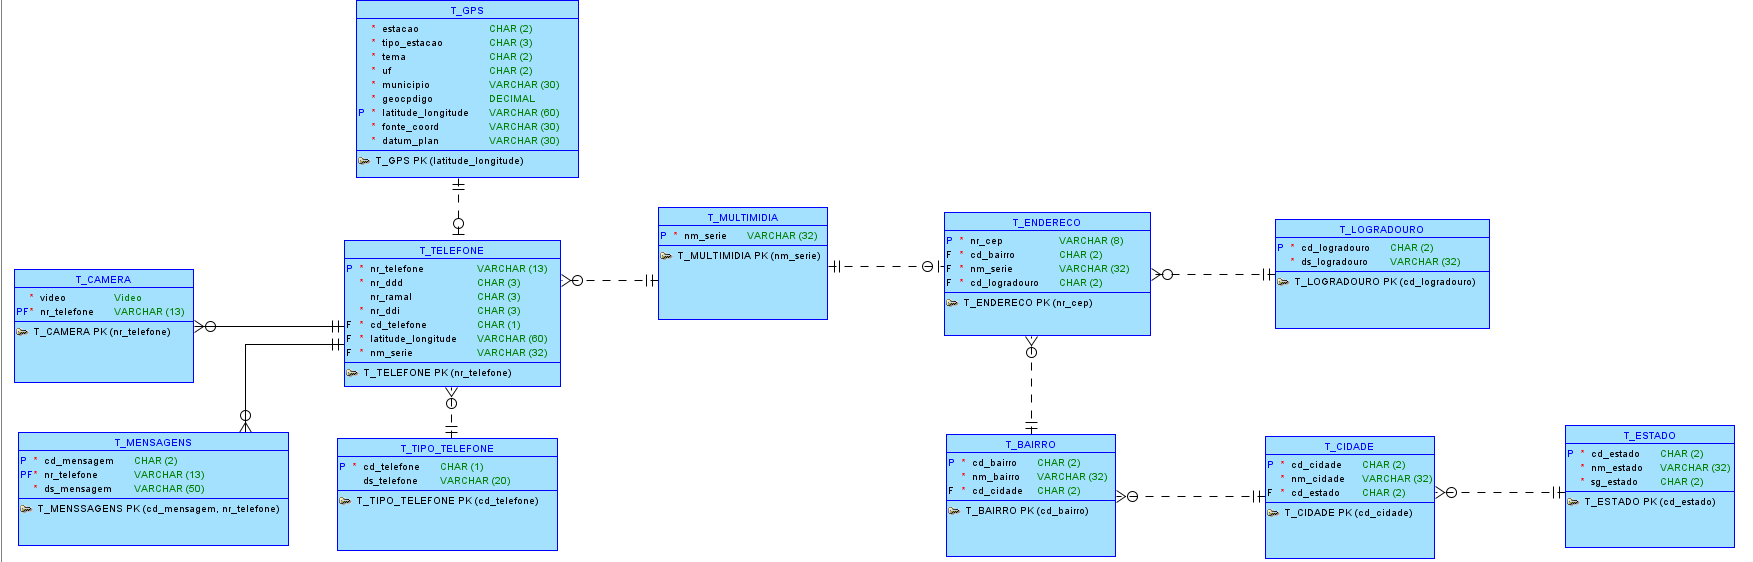 T_GPS
* estacao CHAR (2)
* tipo_estacao CHAR (3)
* tema CHAR (2)
* uf CHAR (2)
* municipio VARCHAR (30)
* geocpdigo DECIMAL
P * latitude_longitude VARCHAR (60)
* fonte_coord VARCHAR (30)
* datum_plan VARCHAR (30)
T_GPS PK (latitude_longitude)
T_CAMERA
* video Video
PF* nr_telefone VARCHAR (13)
T_CAMERA PK (nr_telefone)
T_TELEFONE
P * nr_telefone VARCHAR (13)
* nr_ddd CHAR (3)
nr_ramal CHAR (3)
* nr_ddi CHAR (3)
F * cd_telefone CHAR (1)
F * latitude_longitude VARCHAR (60)
F * nm_serie VARCHAR (32)
T_TELEFONE PK (nr_telefone)
T_MULTIMIDIA
P * nm_serie VARCHAR (32)
T_MULTIMIDIA PK (nm_serie)
T_ENDERECO
P * nr_cep VARCHAR (8)
F * cd_bairro CHAR (2)
F * nm_serie VARCHAR (32)
F * cd_logradouro CHAR (2)
T_ENDERECO PK (nr_cep)
T_LOGRADOURO
P * cd_logradouro CHAR (2)
* ds_logradouro VARCHAR (32)
T_LOGRADOURO PK (cd_logradouro)
T_MENSAGENS
P * cd_mensagem CHAR (2)
PF* nr_telefone VARCHAR (13)
* ds_mensagem VARCHAR (50)
T_MENSSAGENS PK (cd_mensagem, nr_telefone)
T_TIPO_TELEFONE
P * cd_telefone CHAR (1)
ds_telefone VARCHAR (20)
T_TIPO_TELEFONE PK (cd_telefone)
T_BAIRRO
P * cd_bairro CHAR (2)
* nm_bairro VARCHAR (32)
F * cd_cidade CHAR (2)
T_BAIRRO PK (cd_bairro)
T_CIDADE
P * cd_cidade CHAR (2)
* nm_cidade VARCHAR (32)
F * cd_estado CHAR (2)
T_CIDADE PK (cd_cidade)
T_ESTADO
P * cd_estado CHAR (2)
* nm_estado VARCHAR (32)
* sg_estado CHAR (2)
T_ESTADO PK (cd_estado)